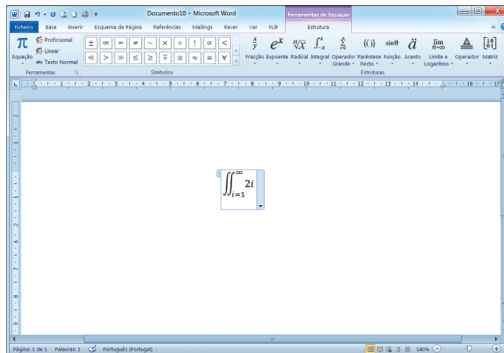 Documento10 - Microsoft Word
Ferramentas de Equação
Ficheiro Base Inserir Esquema de Página Referências Mailings Rever Ver PLIP Estrutura
π Profissional
Linear
abc Texto Normal
Equação
± ∞ = ≠ ~ × ÷ ! ∝ <
≪ > ≫ ≤ ≥ ∓ ≅ ≈ ≡ ∀
Fracção Expoente Radical Integral Operador Grande Parêntese Recto Função Acento Limite e Logaritmo Operador Matriz
Ferramentas Símbolos Estruturas
∬ ∞ i=1 2i
Página: 1 de 1 Palavras: 1 Português (Portugal) 140%